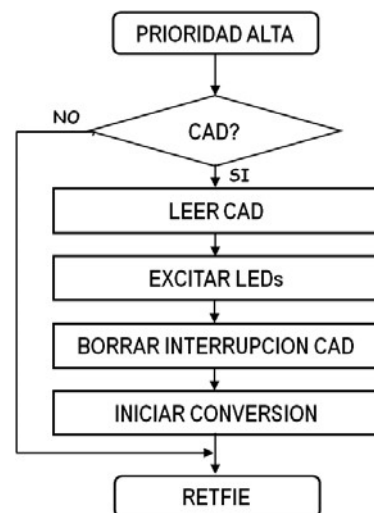 PRIORIDAD ALTA
NO
CAD?
SI
LEER CAD
EXCITAR LEDs
BORRAR INTERRUPCION CAD
INICIAR CONVERSION
RETFIE